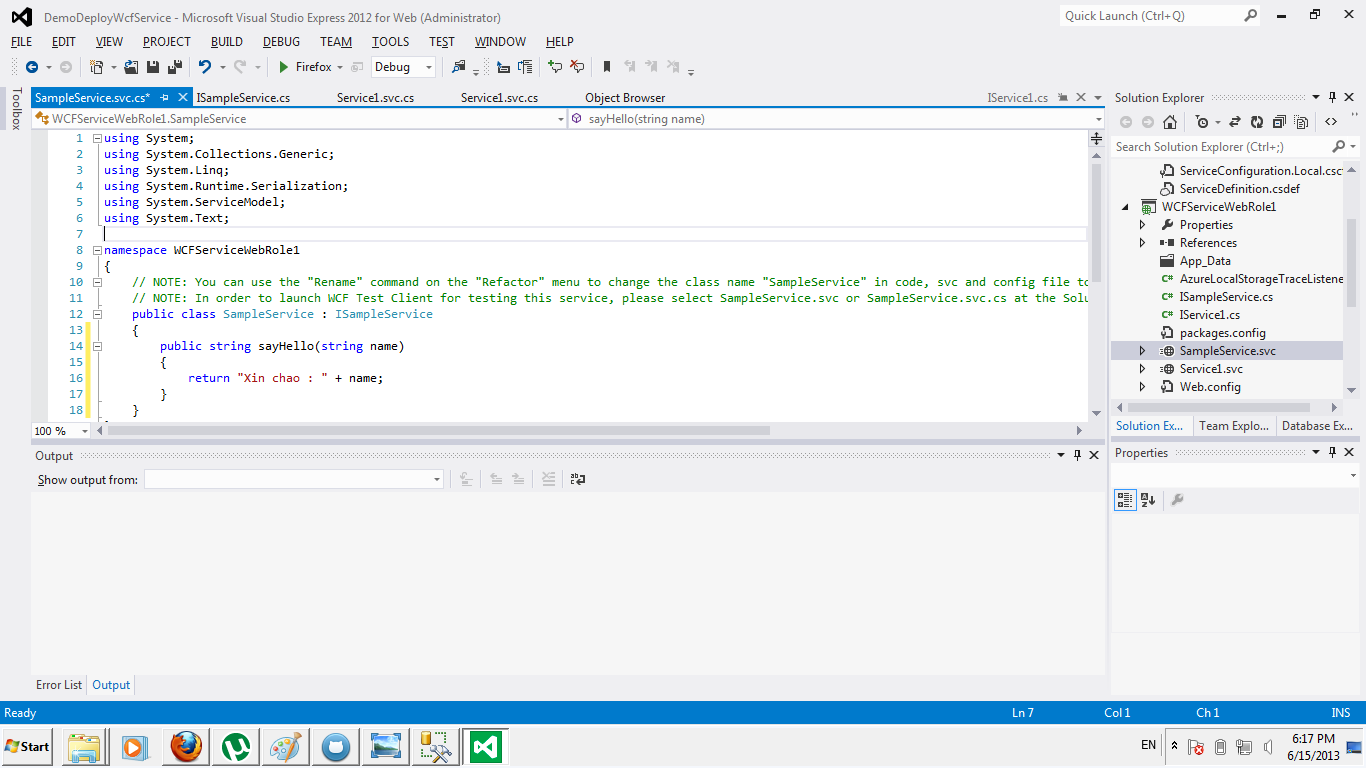 DemoDeployWcfService - Microsoft Visual Studio Express 2012 for Web (Administrator)
Quick Launch (Ctrl+Q)
FILE EDIT VIEW PROJECT BUILD DEBUG TEAM TOOLS TEST WINDOW HELP
Firefox Debug
Toolbox
SampleService.svc.cs* ISampleService.cs Service1.svc.cs Service1.svc.cs Object Browser IService1.cs
WCFServiceWebRole1.SampleService sayHello(string name)
1 using System;
2 using System.Collections.Generic;
3 using System.Linq;
4 using System.Runtime.Serialization;
5 using System.ServiceModel;
6 using System.Text;
7
8 namespace WCFServiceWebRole1
9 {
10 // NOTE: You can use the "Rename" command on the "Refactor" menu to change the class name "SampleService" in code, svc and config file to
11 // NOTE: In order to launch WCF Test Client for testing this service, please select SampleService.svc or SampleService.svc.cs at the Solu
12 public class SampleService : ISampleService
13 {
14 public string sayHello(string name)
15 {
16 return "Xin chao : " + name;
17 }
18 }
100 %
Output
Show output from:
Error List Output
Solution Explorer
Search Solution Explorer (Ctrl+;)
ServiceConfiguration.Local.csc
ServiceDefinition.csdef
WCFServiceWebRole1
Properties
References
App_Data
AzureLocalStorageTraceListene
ISampleService.cs
IService1.cs
packages.config
SampleService.svc
Service1.svc
Web.config
Solution Ex... Team Explo... Database Ex...
Properties
Ready Ln 7 Col 1 Ch 1 INS
Start
EN
6:17 PM
6/15/2013